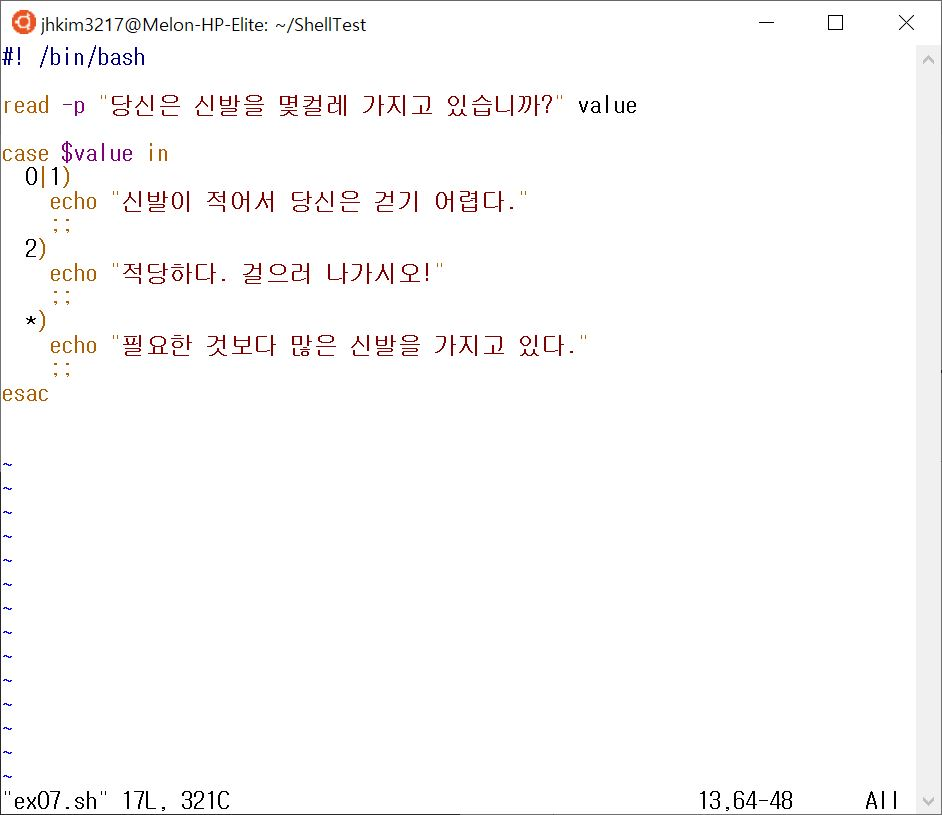 jhkim3217@Melon-HP-Elite: ~/ShellTest
#! /bin/bash
read -p "당신은 신발을 몇컬레 가지고 있습니까?" value
case $value in
  0|1)
    echo "신발이 적어서 당신은 걷기 어렵다."
    ;;
  2)
    echo "적당하다. 걸으러 나가시오!"
    ;;
  *)
    echo "필요한 것보다 많은 신발을 가지고 있다."
    ;;
esac
~
~
~
~
~
~
~
~
~
~
~
~
~
~
"ex07.sh" 17L, 321C 13,64-48 All